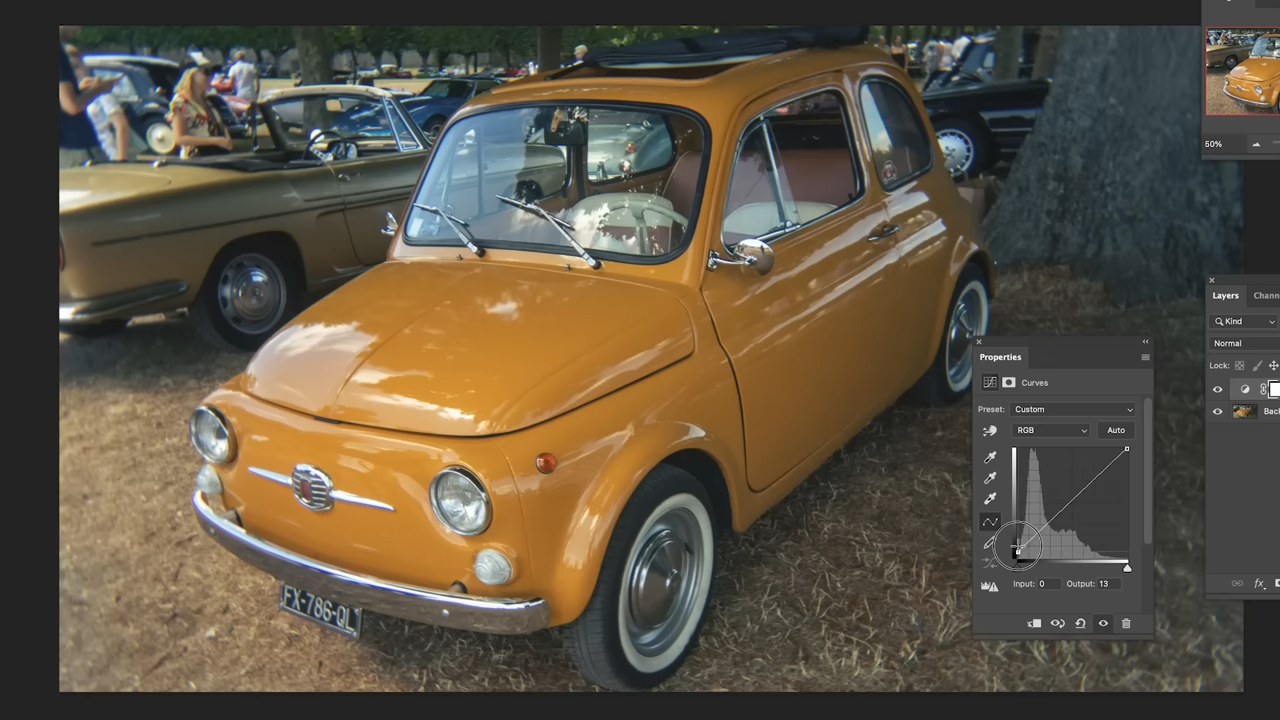 50%
Layers Chann
Kind
Normal
Lock:
Back
Properties
Curves
Preset: Custom
RGB Auto
Input: 0 Output: 13
fx
FX-786-QL